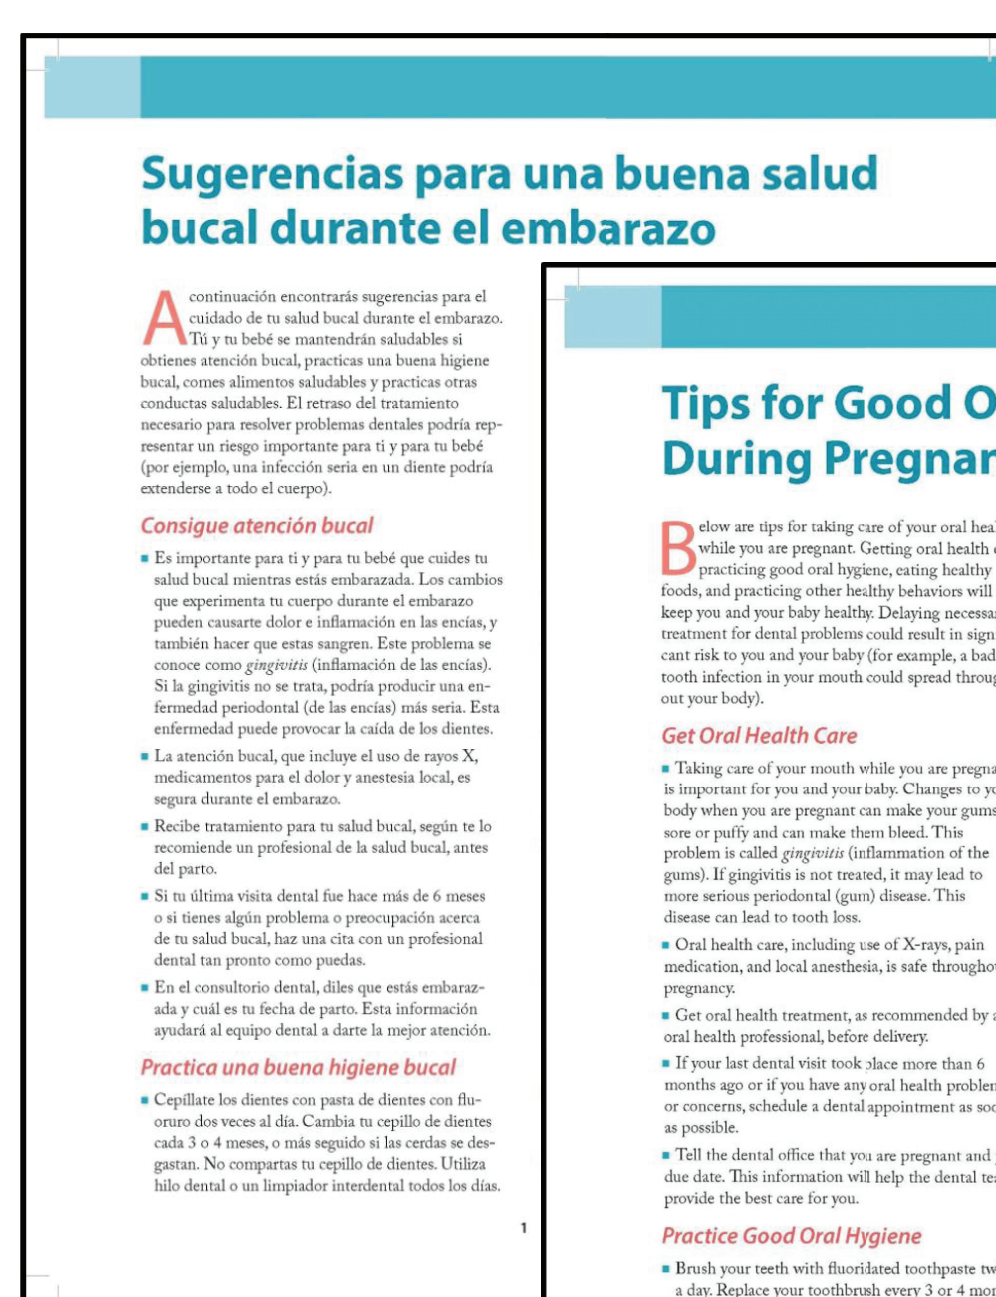 Sugerencias para una buena salud
bucal durante el embarazo
A continuación encontrarás sugerencias para el
cuidado de tu salud bucal durante el embarazo.
Tú y tu bebé se mantendrán saludables si
obtienes atención bucal, practicas una buena higiene
bucal, comes alimentos saludables y practicas otras
conductas saludables. El retraso del tratamiento
necesario para resolver problemas dentales podría rep-
resentar un riesgo importante para ti y para tu bebé
(por ejemplo, una infección seria en un diente podría
extenderse a todo el cuerpo).
Consigue atención bucal
▪ Es importante para ti y para tu bebé que cuides tu
salud bucal mientras estás embarazada. Los cambios
que experimenta tu cuerpo durante el embarazo
pueden causarte dolor e inflamación en las encías, y
también hacer que estas sangren. Este problema se
conoce como gingivitis (inflamación de las encías).
Si la gingivitis no se trata, podría producir una en-
fermedad periodontal (de las encías) más seria. Esta
enfermedad puede provocar la caída de los dientes.
▪ La atención bucal, que incluye el uso de rayos X,
medicamentos para el dolor y anestesia local, es
segura durante el embarazo.
▪ Recibe tratamiento para tu salud bucal, según te lo
recomiende un profesional de la salud bucal, antes
del parto.
▪ Si tu última visita dental fue hace más de 6 meses
o si tienes algún problema o preocupación acerca
de tu salud bucal, haz una cita con un profesional
dental tan pronto como puedas.
▪ En el consultorio dental, diles que estás embaraz-
ada y cuál es tu fecha de parto. Esta información
ayudará al equipo dental a darte la mejor atención.
Practica una buena higiene bucal
▪ Cepíllate los dientes con pasta de dientes con flu-
oruro dos veces al día. Cambia tu cepillo de dientes
cada 3 o 4 meses, o más seguido si las cerdas se des-
gastan. No compartas tu cepillo de dientes. Utiliza
hilo dental o un limpiador interdental todos los días.
1
Tips for Good O
During Pregnan
Below are tips for taking care of your oral heal
while you are pregnant. Getting oral health
practicing good oral hygiene, eating healthy
foods, and practicing other healthy behaviors will
keep you and your baby healthy. Delaying necessa
treatment for dental problems could result in sign
cant risk to you and your baby (for example, a bad
tooth infection in your mouth could spread throug
out your body).
Get Oral Health Care
▪ Taking care of your mouth while you are pregna
is important for you and your baby. Changes to yo
body when you are pregnant can make your gums
sore or puffy and can make them bleed. This
problem is called gingivitis (inflammation of the
gums). If gingivitis is not treated, it may lead to
more serious periodontal (gum) disease. This
disease can lead to tooth loss.
▪ Oral health care, including use of X-rays, pain
medication, and local anesthesia, is safe throughou
pregnancy.
▪ Get oral health treatment, as recommended by a
oral health professional, before delivery.
▪ If your last dental visit took place more than 6
months ago or if you have any oral health problem
or concerns, schedule a dental appointment as soo
as possible.
▪ Tell the dental office that you are pregnant and
due date. This information will help the dental tea
provide the best care for you.
Practice Good Oral Hygiene
▪ Brush your teeth with fluoridated toothpaste tw
a day. Replace your toothbrush every 3 or 4 mon